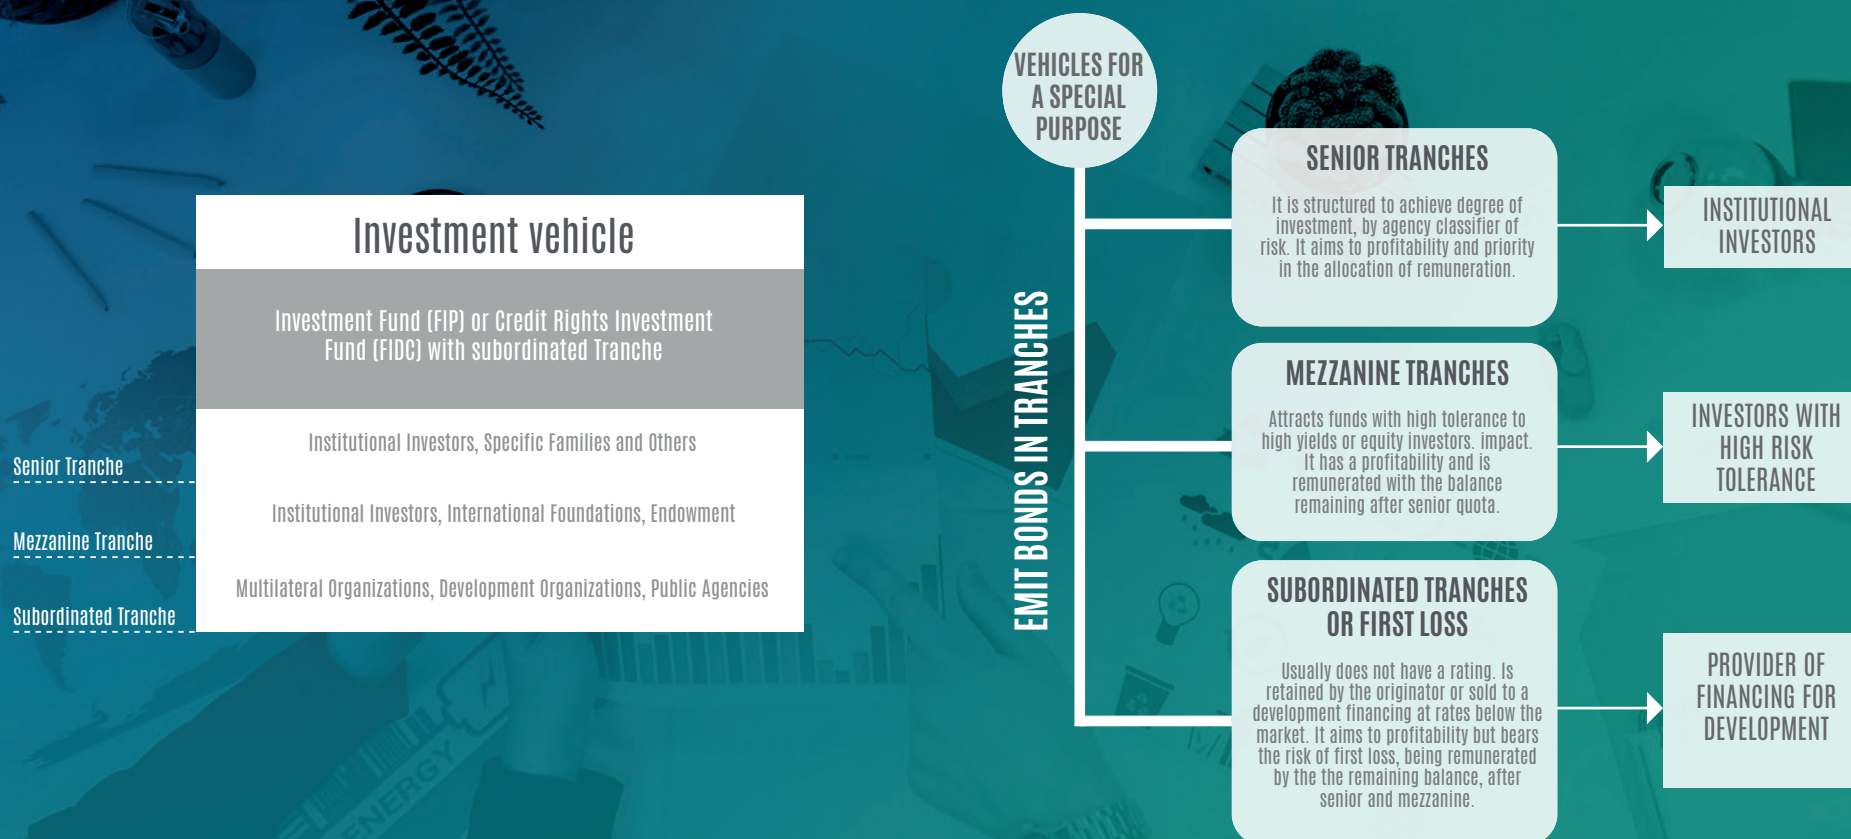 Investment vehicle
Investment Fund (FIP) or Credit Rights Investment
Fund (FIDC) with subordinated Tranche
Senior Tranche
Institutional Investors, Specific Families and Others
Mezzanine Tranche
Institutional Investors, International Foundations, Endowment
Subordinated Tranche
Multilateral Organizations, Development Organizations, Public Agencies
ENERGY
VEHICLES FOR
A SPECIAL
PURPOSE
EMIT BONDS IN TRANCHES
SENIOR TRANCHES
It is structured to achieve degree of
investment, by agency classifier of
risk. It aims to profitability and priority
in the allocation of remuneration.
INSTITUTIONAL
INVESTORS
MEZZANINE TRANCHES
Attracts funds with high tolerance to
high yields or equity investors. impact.
It has a profitability and is
remunerated with the balance
remaining after senior quota.
INVESTORS WITH
HIGH RISK
TOLERANCE
SUBORDINATED TRANCHES
OR FIRST LOSS
Usually does not have a rating. Is
retained by the originator or sold to a
development financing at rates below the
market. It aims to profitability but bears
the risk of first loss, being remunerated
by the the remaining balance, after
senior and mezzanine.
PROVIDER OF
FINANCING FOR
DEVELOPMENT